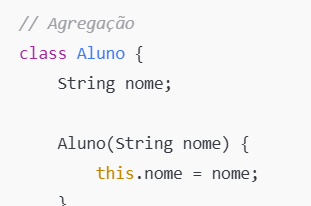 // Agregação
class Aluno {
    String nome;

    Aluno(String nome) {
        this.nome = nome;
    }